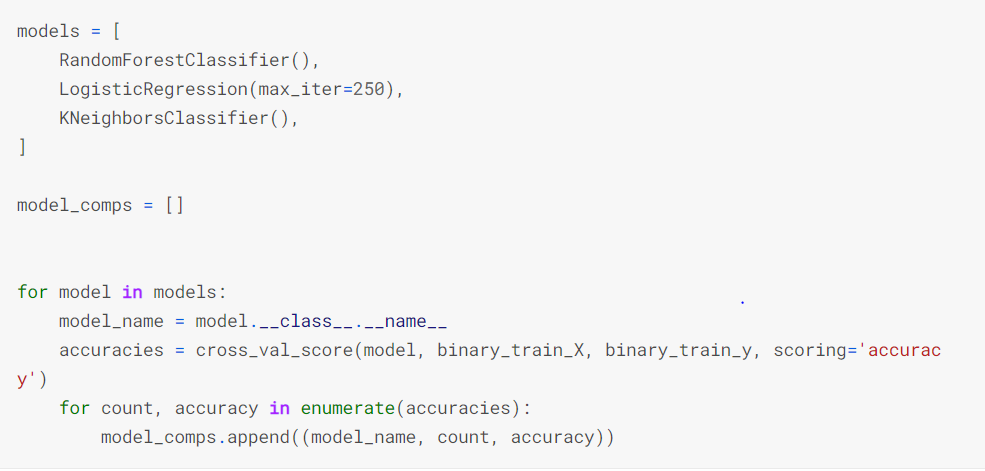 models = [
    RandomForestClassifier(),
    LogisticRegression(max_iter=250),
    KNeighborsClassifier(),
]
model_comps = []
for model in models:
    model_name = model.__class__.__name__
    accuracies = cross_val_score(model, binary_train_X, binary_train_y, scoring='accurac
y')
    for count, accuracy in enumerate(accuracies):
        model_comps.append((model_name, count, accuracy))